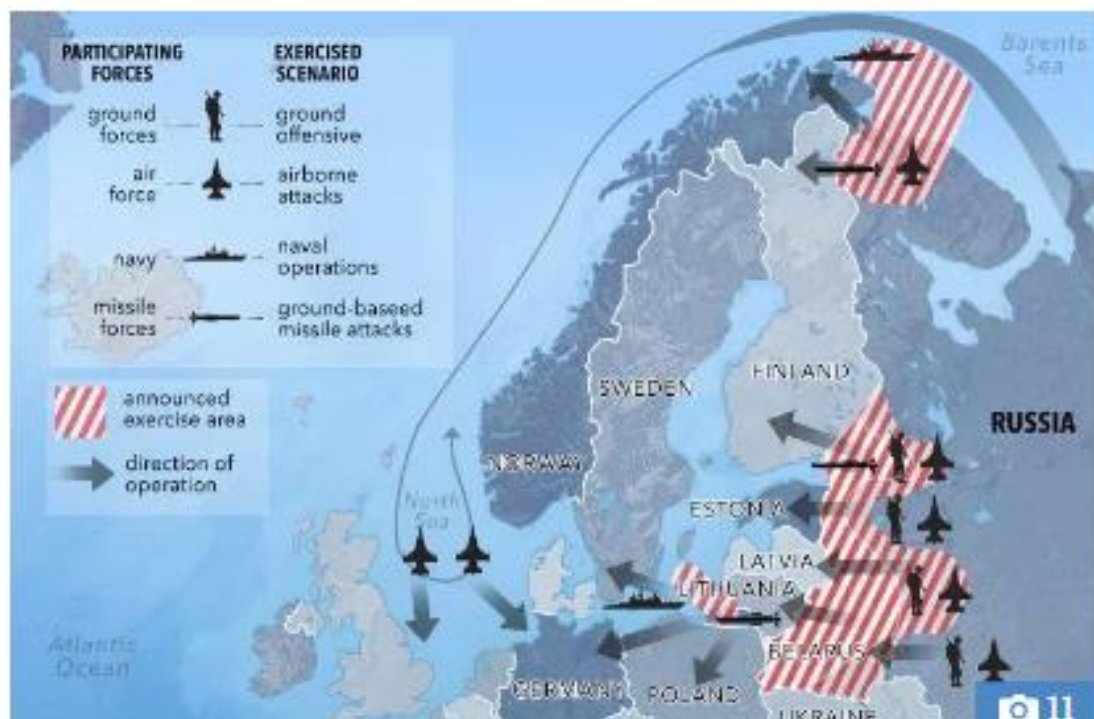 PARTICIPATING
FORCES
EXERCISED
SCENARIO
ground
forces
ground
offensive
air
force
airborne
attacks
navy
naval
operations
missile
forces
ground-baseed
missile attacks
announced
exercise area
direction of
operation
Barents
Sea
SWEDEN
FINLAND
RUSSIA
NORWAY
North
Sea
ESTONIA
LATVIA
LITHUANIA
Atlantic
Ocean
BELARUS
GERMANY
POLAND
UKRAINE
11